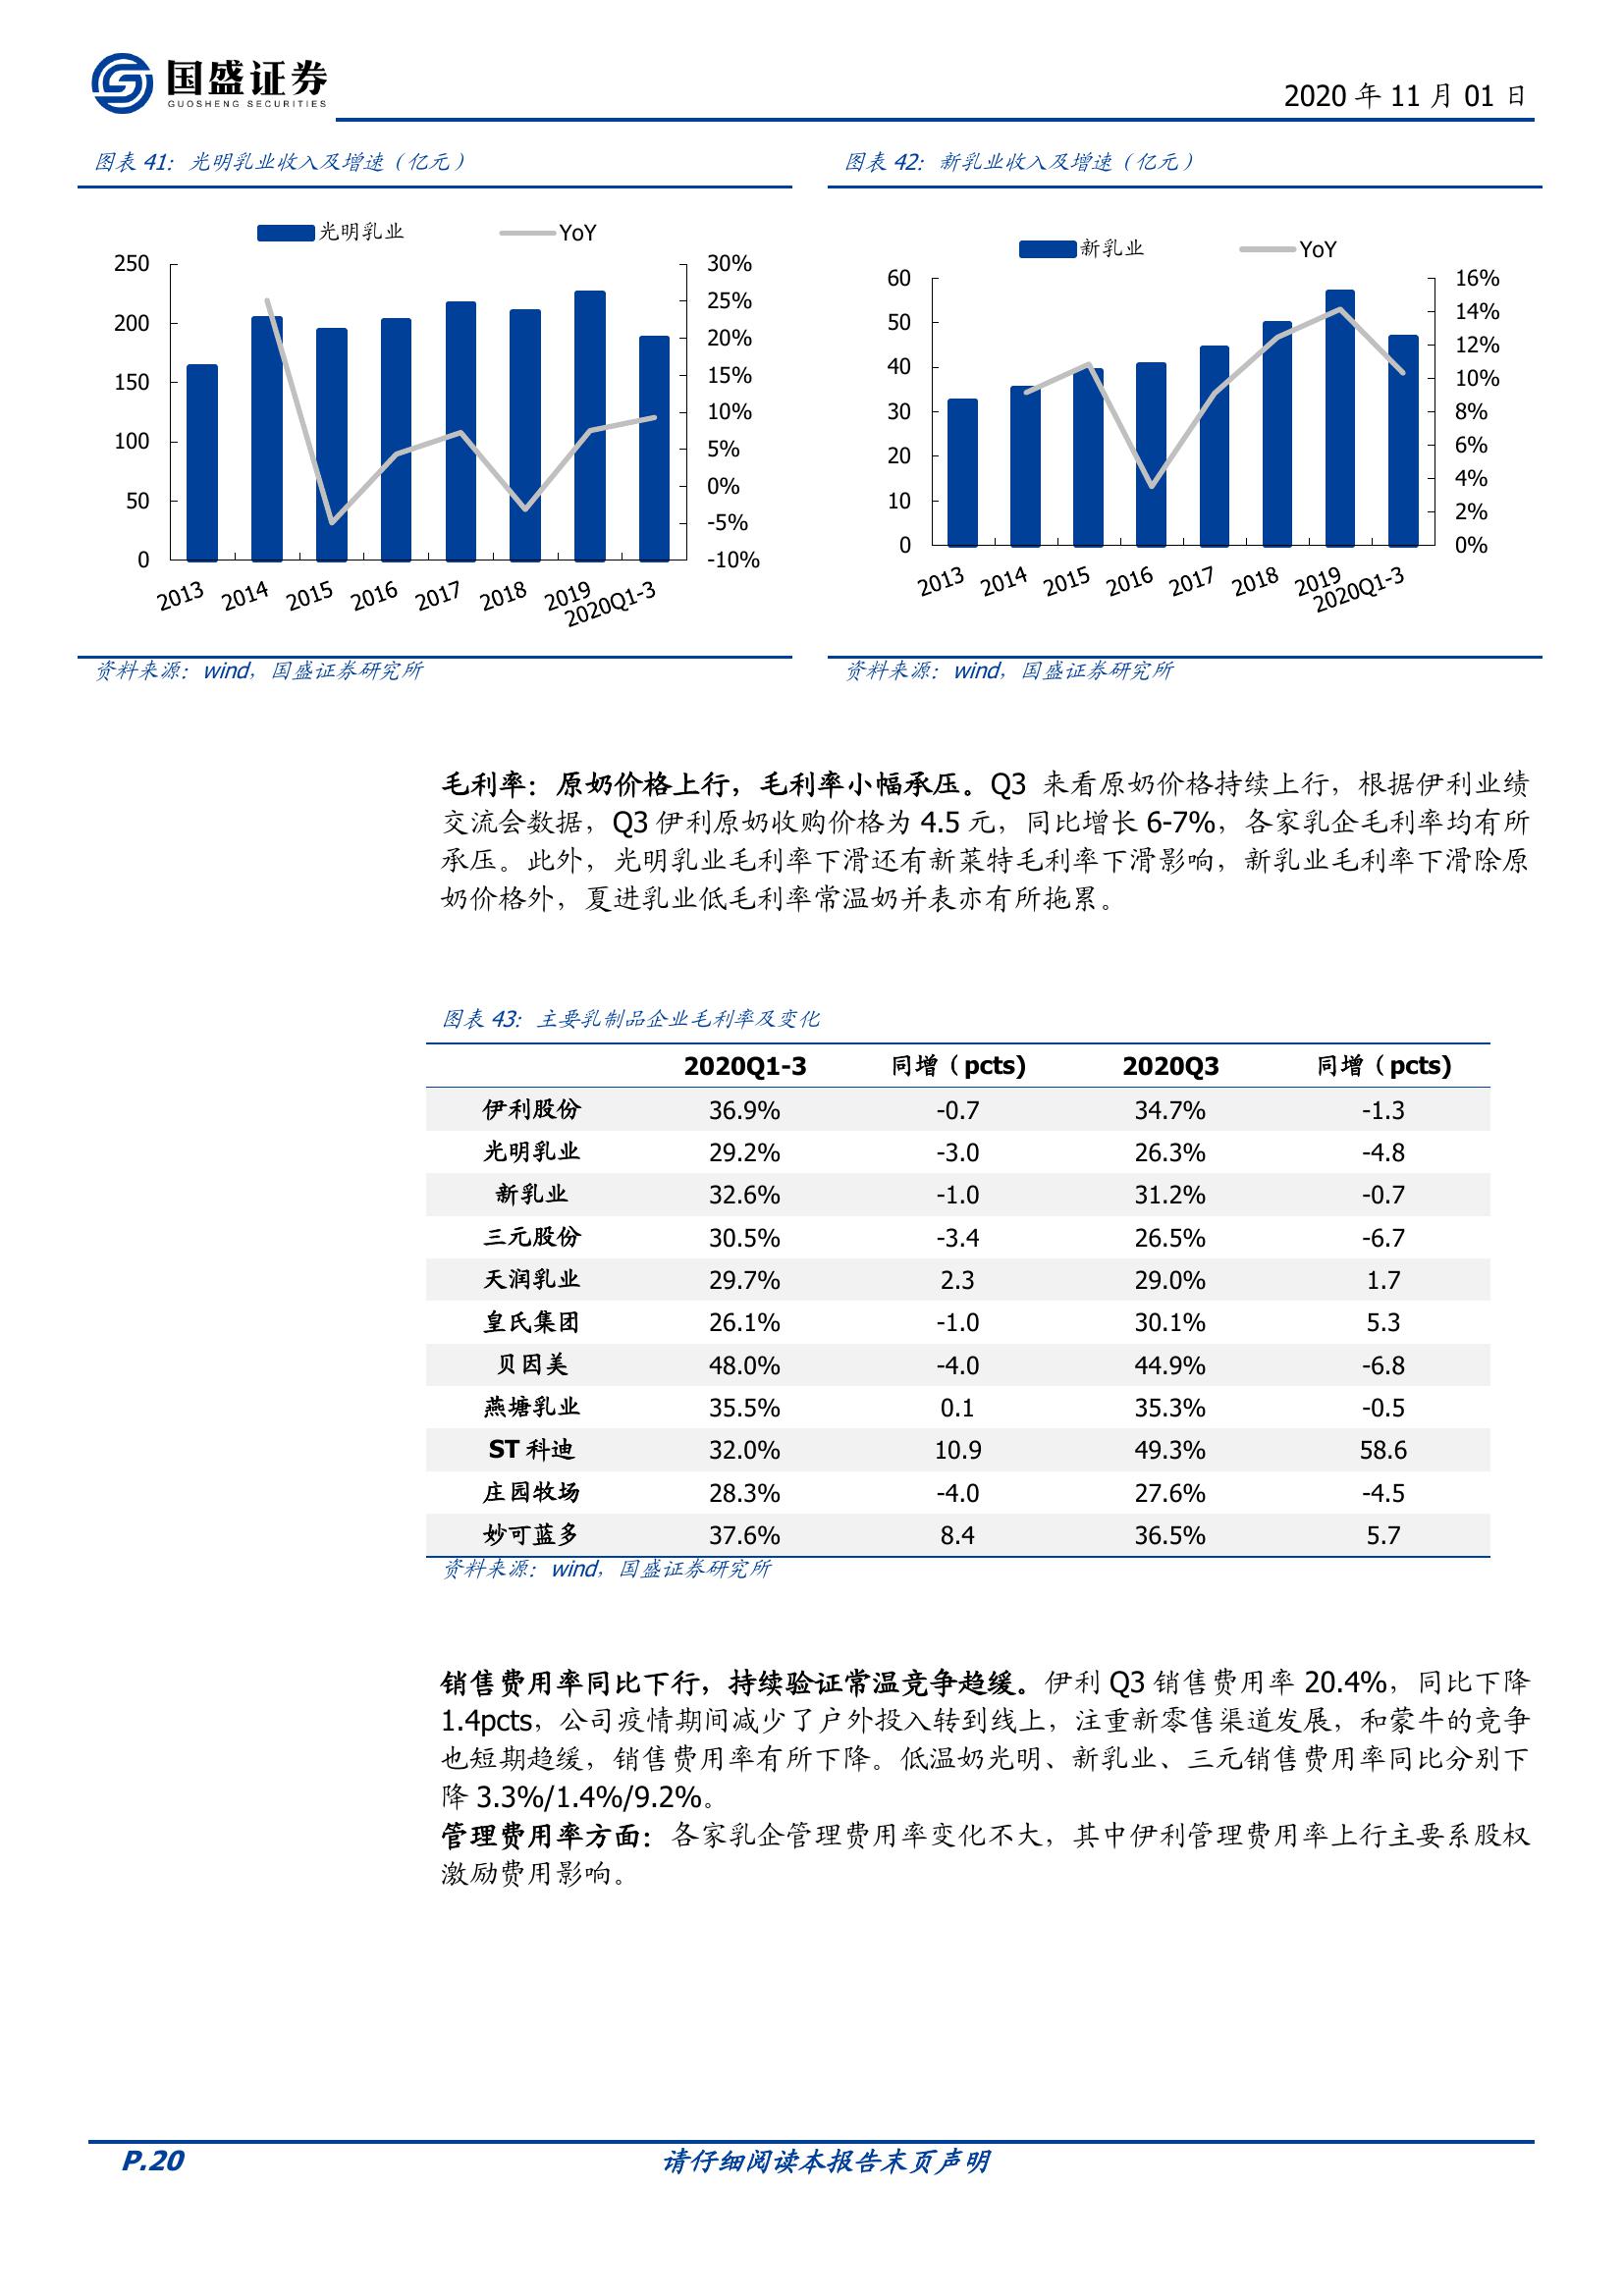 国盛证券
GUOSHENG SECURITIES
2020 年 11 月 01 日
图表 41：光明乳业收入及增速（亿元）
光明乳业
YoY
250
200
150
100
50
0
30%
25%
20%
15%
10%
5%
0%
-5%
-10%
2013
2014
2015
2016
2017
2018
2019
2020Q1-3
资料来源：wind，国盛证券研究所
图表 42：新乳业收入及增速（亿元）
新乳业
YoY
60
50
40
30
20
10
0
16%
14%
12%
10%
8%
6%
4%
2%
0%
2013
2014
2015
2016
2017
2018
2019
2020Q1-3
资料来源：wind，国盛证券研究所
毛利率：原奶价格上行，毛利率小幅承压。Q3 来看原奶价格持续上行，根据伊利业绩
交流会数据，Q3 伊利原奶收购价格为 4.5 元，同比增长 6-7%，各家乳企毛利率均有所
承压。此外，光明乳业毛利率下滑还有新莱特毛利率下滑影响，新乳业毛利率下滑除原
奶价格外，夏进乳业低毛利率常温奶并表亦有所拖累。
图表 43：主要乳制品企业毛利率及变化
2020Q1-3 同增（pcts) 2020Q3 同增（pcts)
伊利股份 36.9% -0.7 34.7% -1.3
光明乳业 29.2% -3.0 26.3% -4.8
新乳业 32.6% -1.0 31.2% -0.7
三元股份 30.5% -3.4 26.5% -6.7
天润乳业 29.7% 2.3 29.0% 1.7
皇氏集团 26.1% -1.0 30.1% 5.3
贝因美 48.0% -4.0 44.9% -6.8
燕塘乳业 35.5% 0.1 35.3% -0.5
ST 科迪 32.0% 10.9 49.3% 58.6
庄园牧场 28.3% -4.0 27.6% -4.5
妙可蓝多 37.6% 8.4 36.5% 5.7
资料来源：wind，国盛证券研究所
销售费用率同比下行，持续验证常温竞争趋缓。伊利 Q3 销售费用率 20.4%，同比下降
1.4pcts，公司疫情期间减少了户外投入转到线上，注重新零售渠道发展，和蒙牛的竞争
也短期趋缓，销售费用率有所下降。低温奶光明、新乳业、三元销售费用率同比分别下
降 3.3%/1.4%/9.2%。
管理费用率方面：各家乳企管理费用率变化不大，其中伊利管理费用率上行主要系股权
激励费用影响。
P.20
请仔细阅读本报告末页声明